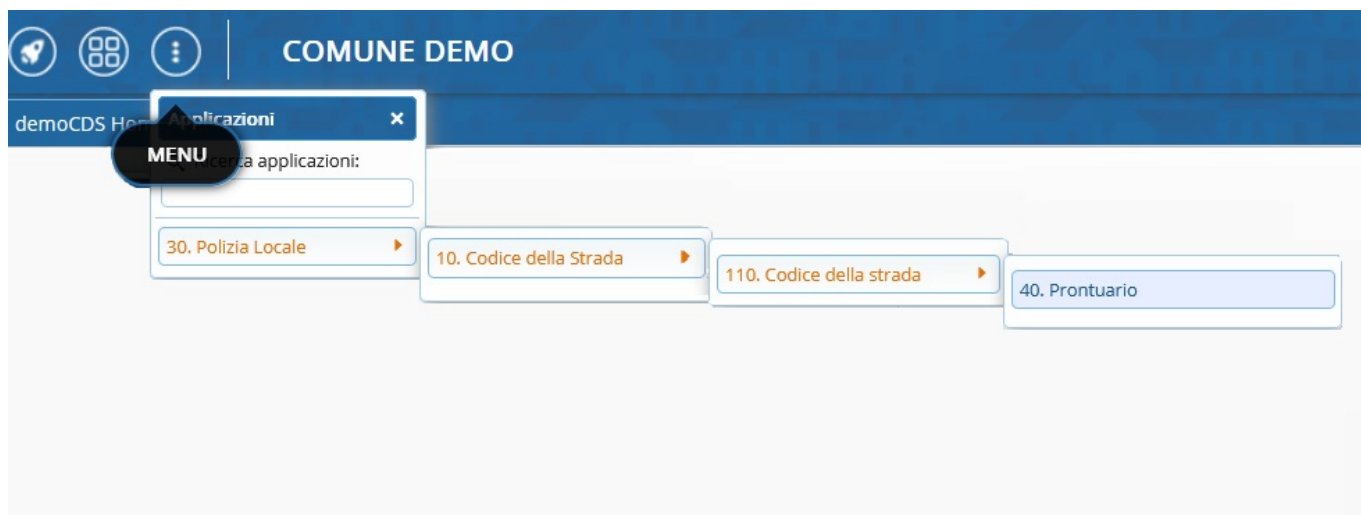 COMUNE DEMO
demoCDS
Applicazioni ×
MENU
applicazioni:
30. Polizia Locale
10. Codice della Strada
110. Codice della strada
40. Prontuario